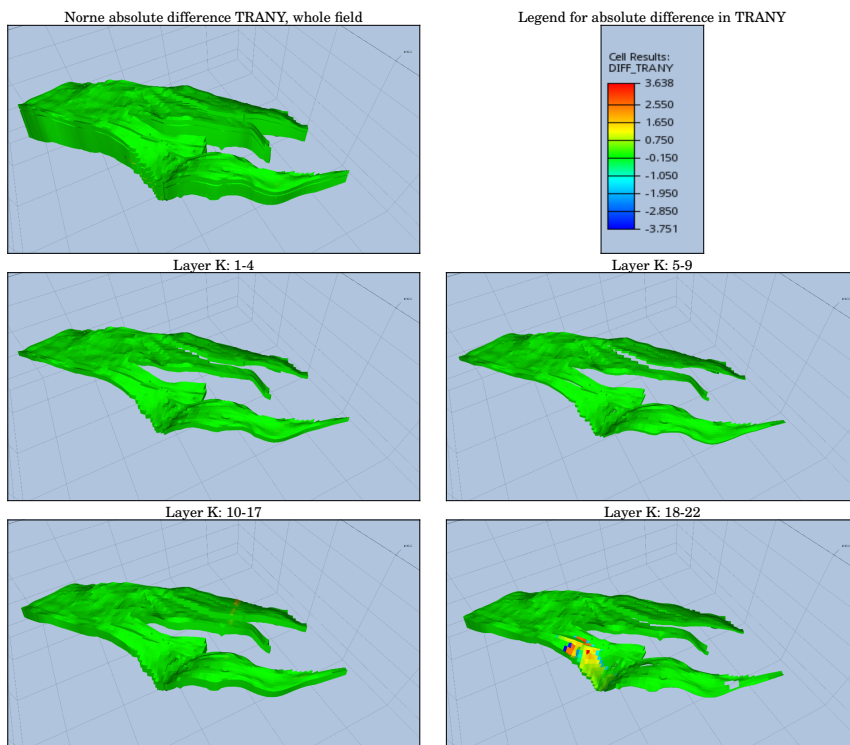 Norne absolute difference TRANY, whole field
Legend for absolute difference in TRANY
Cell Results:
DIFF_TRANY
3.638
2.550
1.650
0.750
-0.150
-1.050
-1.950
-2.850
-3.751
Layer K: 1-4
Layer K: 5-9
Layer K: 10-17
Layer K: 18-22